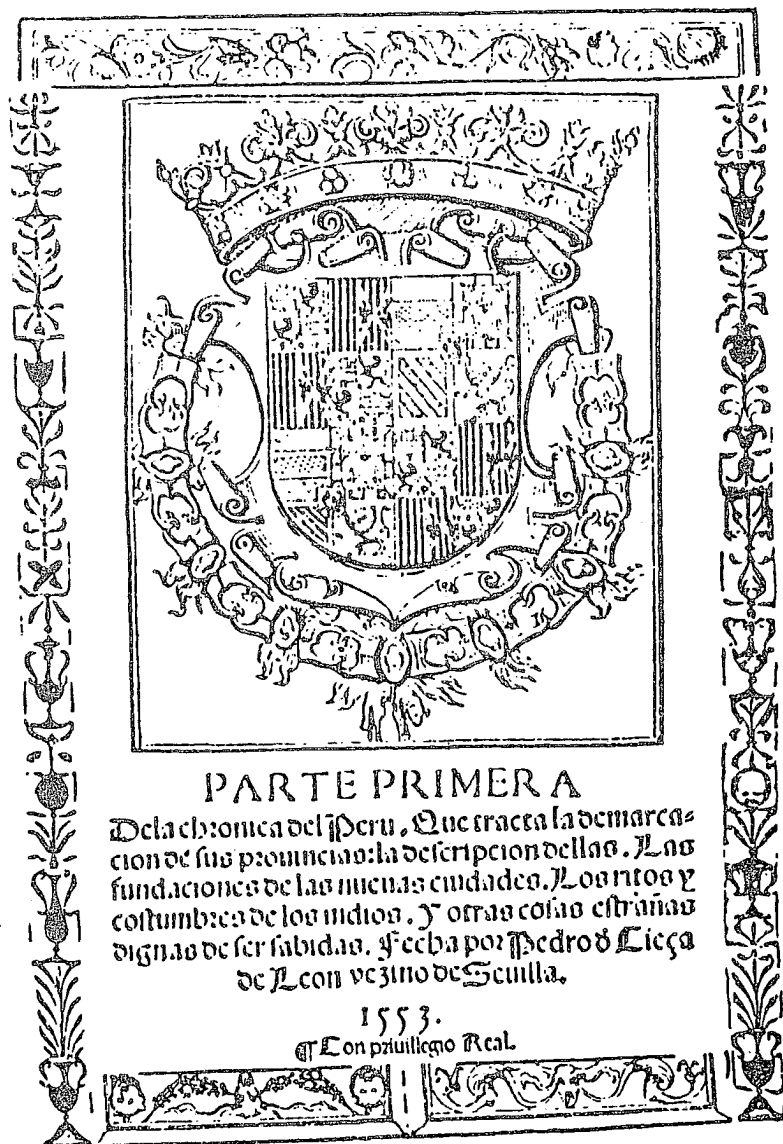 PARTE PRIMERA
Dela chronica del Peru. Que tracta la demarca=
cion de sus prouincias: la descripcion dellas. Las
fundaciones de las nueuas ciudades. Los ritos y
costumbres de los indios. Y otras cosas estrañas
dignas de ser sabidas. Fecha por Pedro d Cieça
de Leon vezino de Seuilla.
1553.
¶ Con priuillegio Real.